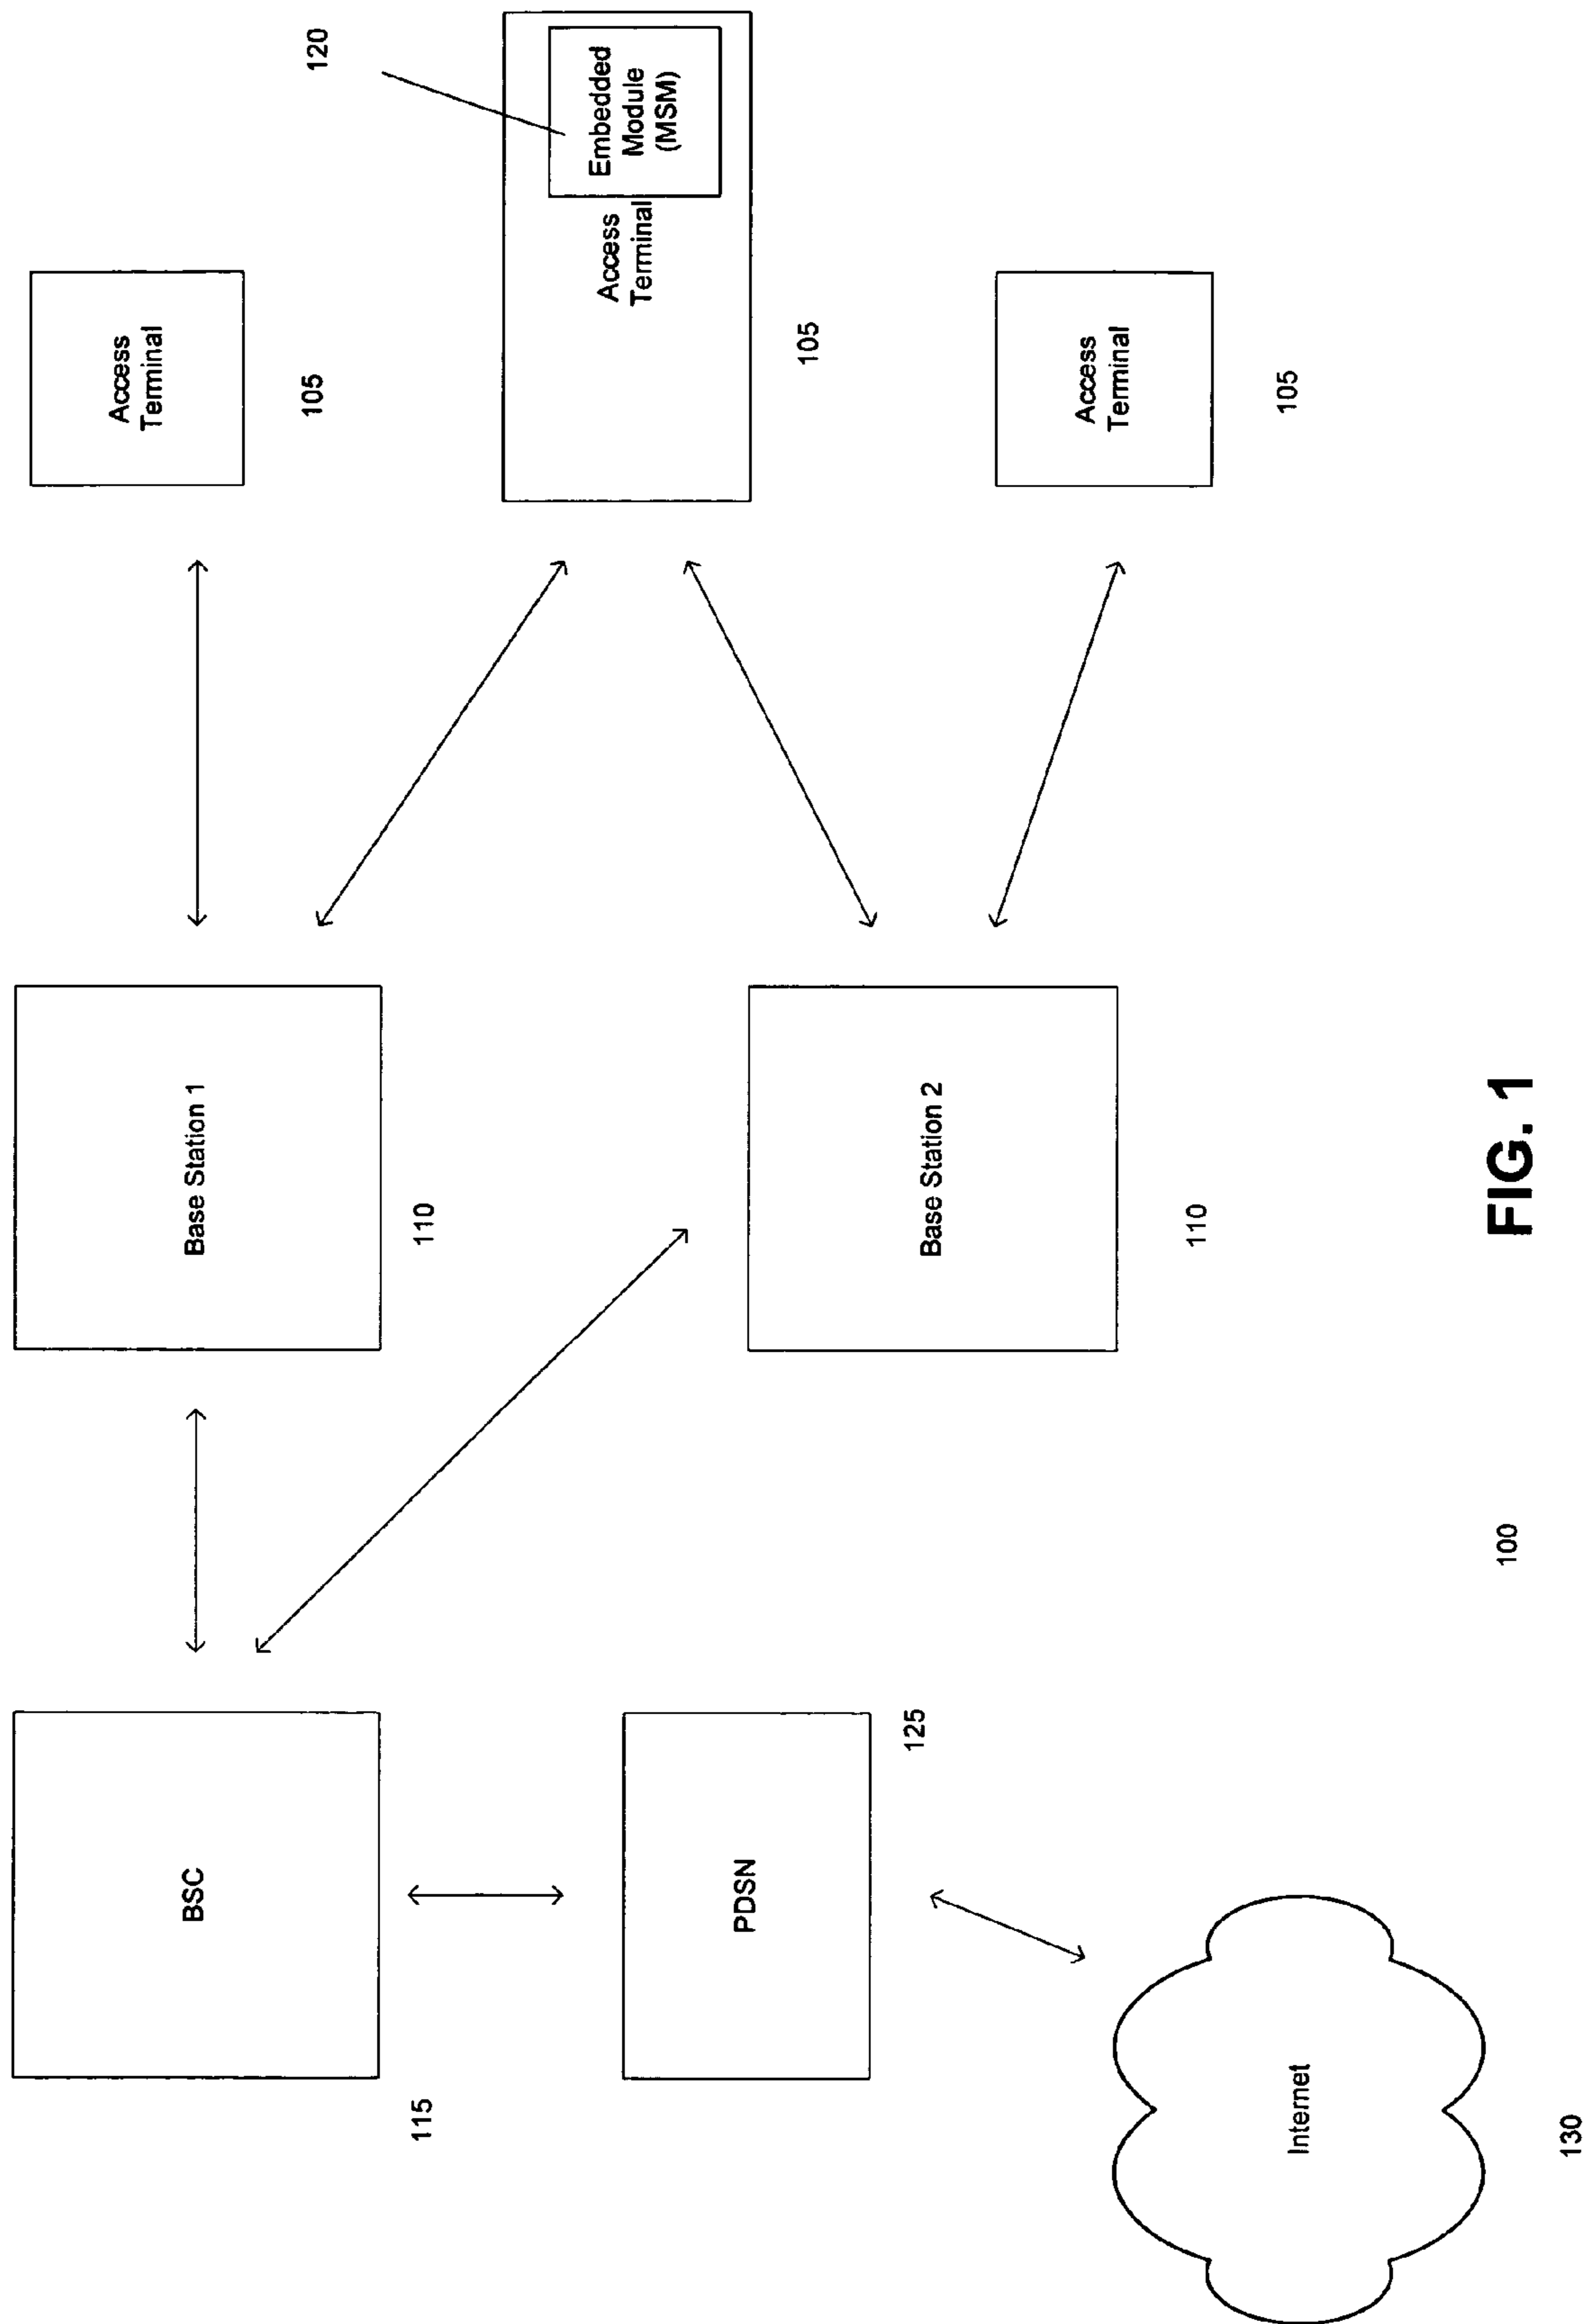 BSC
115
PDSN
125
Internet
130
Base Station 1
110
Base Station 2
110
Access
Terminal
105
120
Access
Terminal
Embedded
Module
(MSM)
105
Access
Terminal
105
100
FIG. 1